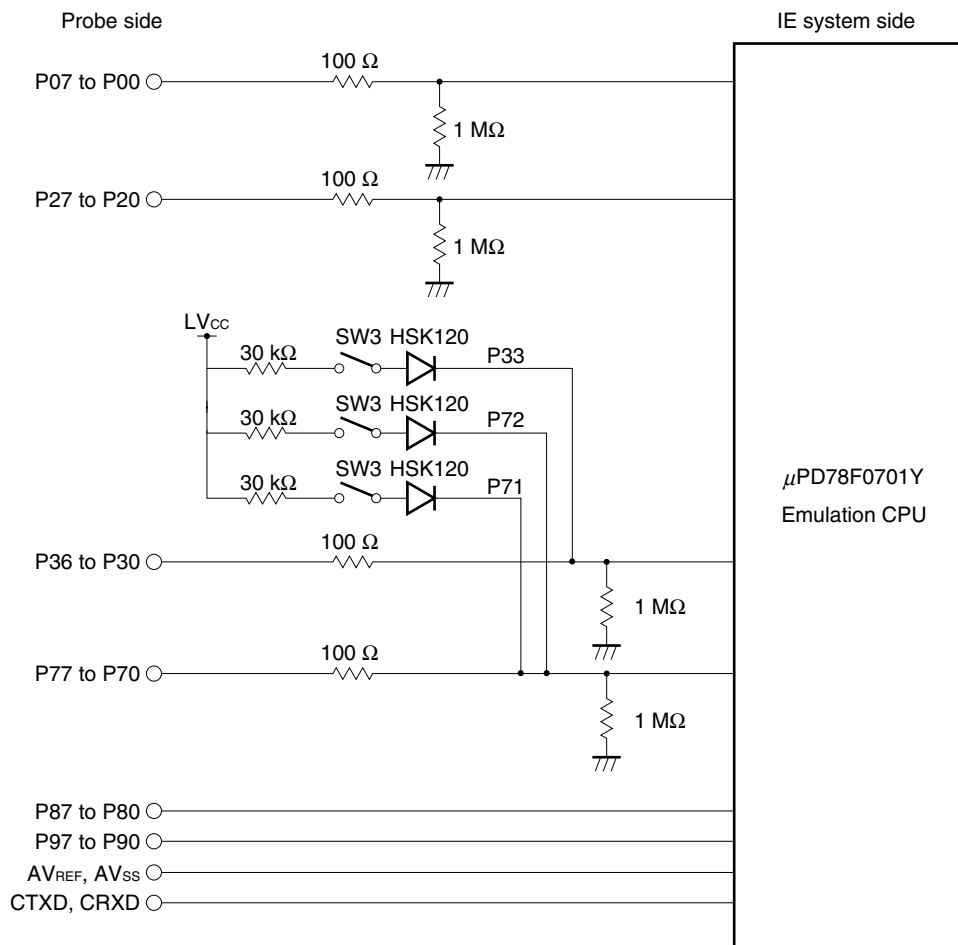 Probe side
IE system side
100 Ω
P07 to P00
1 MΩ
100 Ω
P27 to P20
1 MΩ
LVCC
SW3 HSK120
30 kΩ
P33
SW3 HSK120
30 kΩ
P72
SW3 HSK120
30 kΩ
P71
μPD78F0701Y
Emulation CPU
100 Ω
P36 to P30
1 MΩ
100 Ω
P77 to P70
1 MΩ
P87 to P80
P97 to P90
AVREF, AVSS
CTXD, CRXD